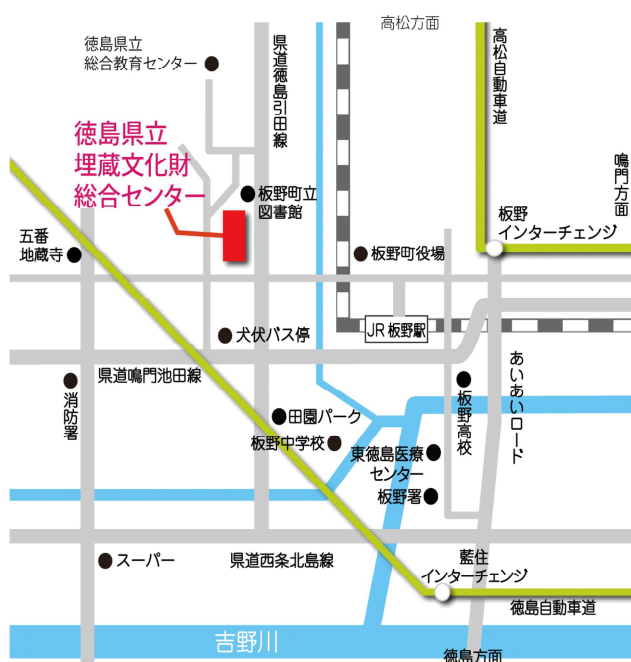 高松方面
徳島県立
総合教育センター
県道徳島引田線
高松自動車道
鳴門方面
徳島県立
埋蔵文化財
総合センター
板野町立
図書館
板野
インターチェンジ
五番
地蔵寺
板野町役場
犬伏バス停
JR板野駅
県道鳴門池田線
消防署
あいあいロード
板野高校
田園パーク
板野中学校
東徳島医療
センター
板野署
スーパー
県道西条北島線
藍住
インターチェンジ
徳島自動車道
吉野川
徳島方面